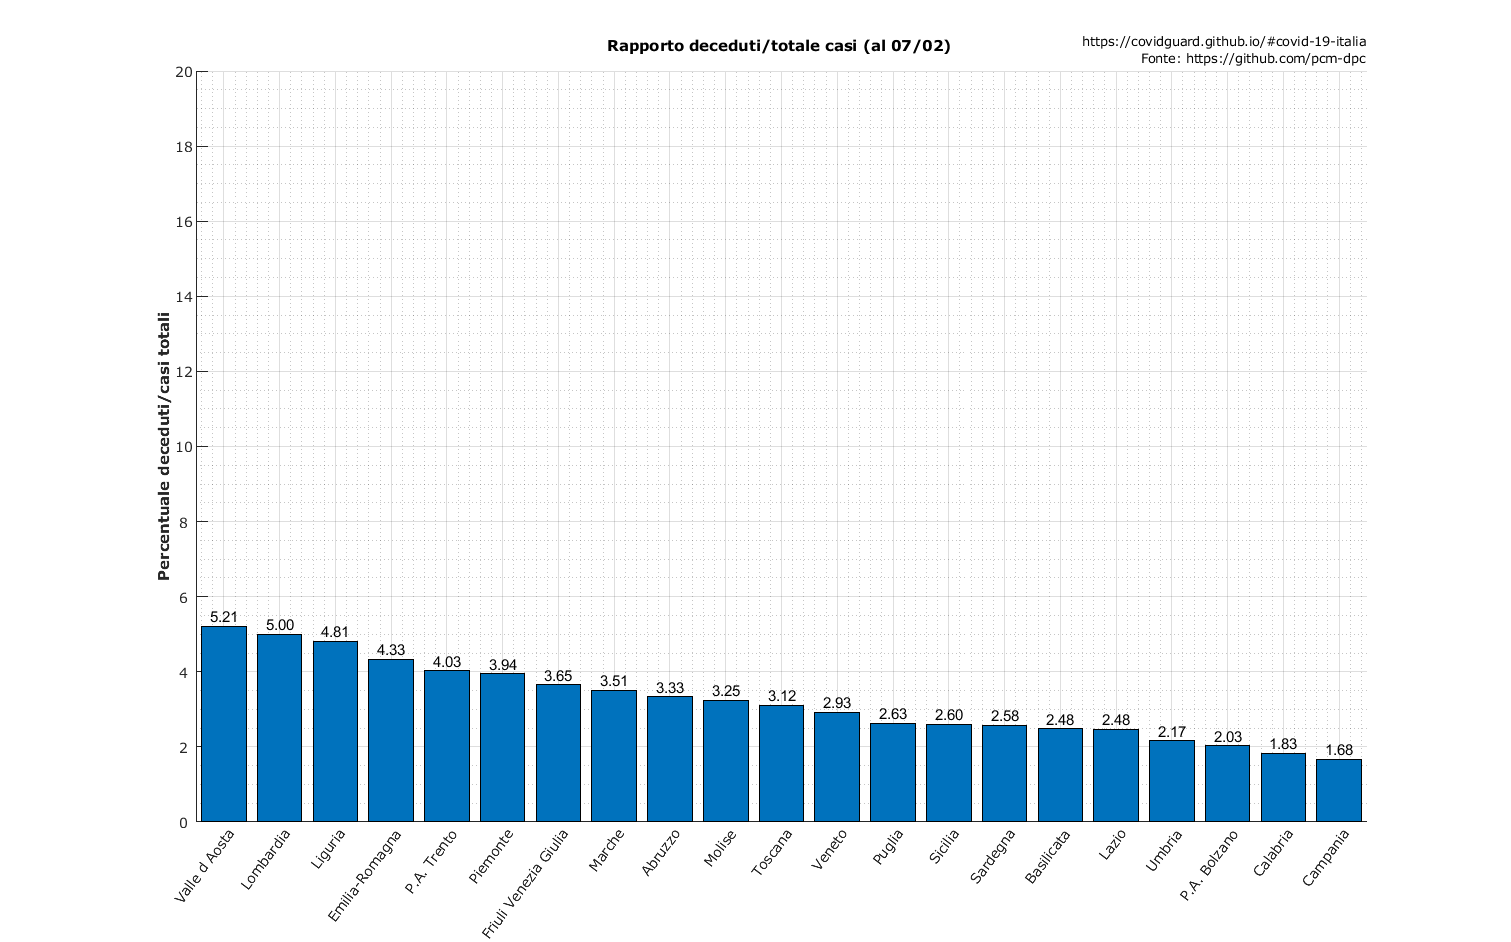 Rapporto deceduti/totale casi (al 07/02)
https://covidguard.github.io/#covid-19-italia
Fonte: https://github.com/pcm-dpc
Percentuale deceduti/casi totali
20
18
16
14
12
10
8
6
4
2
0
5.21
5.00
4.81
4.33
4.03
3.94
3.65
3.51
3.33
3.25
3.12
2.93
2.63
2.60
2.58
2.48
2.48
2.17
2.03
1.83
1.68
Valle d Aosta
Lombardia
Liguria
Emilia-Romagna
P.A. Trento
Piemonte
Friuli Venezia Giulia
Marche
Abruzzo
Molise
Toscana
Veneto
Puglia
Sicilia
Sardegna
Basilicata
Lazio
Umbria
P.A. Bolzano
Calabria
Campania